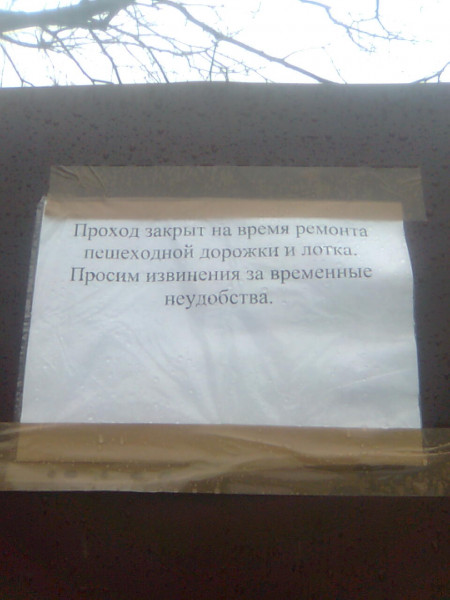 Проход закрыт на время ремонта
пешеходной дорожки и лотка.
Просим извинения за временные
неудобства.